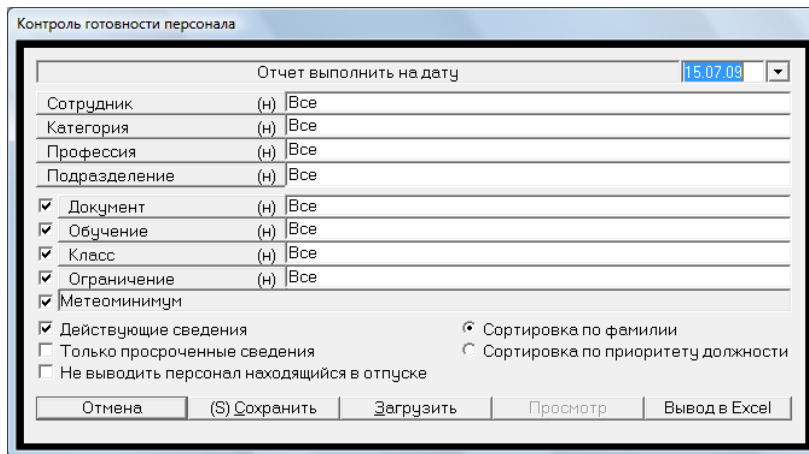 Контроль готовности персонала
Отчет выполнить на дату 15.07.09
Сотрудник (н) Все
Категория (н) Все
Профессия (н) Все
Подразделение (н) Все
Документ (н) Все
Обучение (н) Все
Класс (н) Все
Ограничение (н) Все
Метеоминимум
Действующие сведения Сортировка по фамилии
Только просроченные сведения Сортировка по приоритету должности
Не выводить персонал находящийся в отпуске
Отмена (S) Сохранить Загрузить Просмотр Вывод в Excel